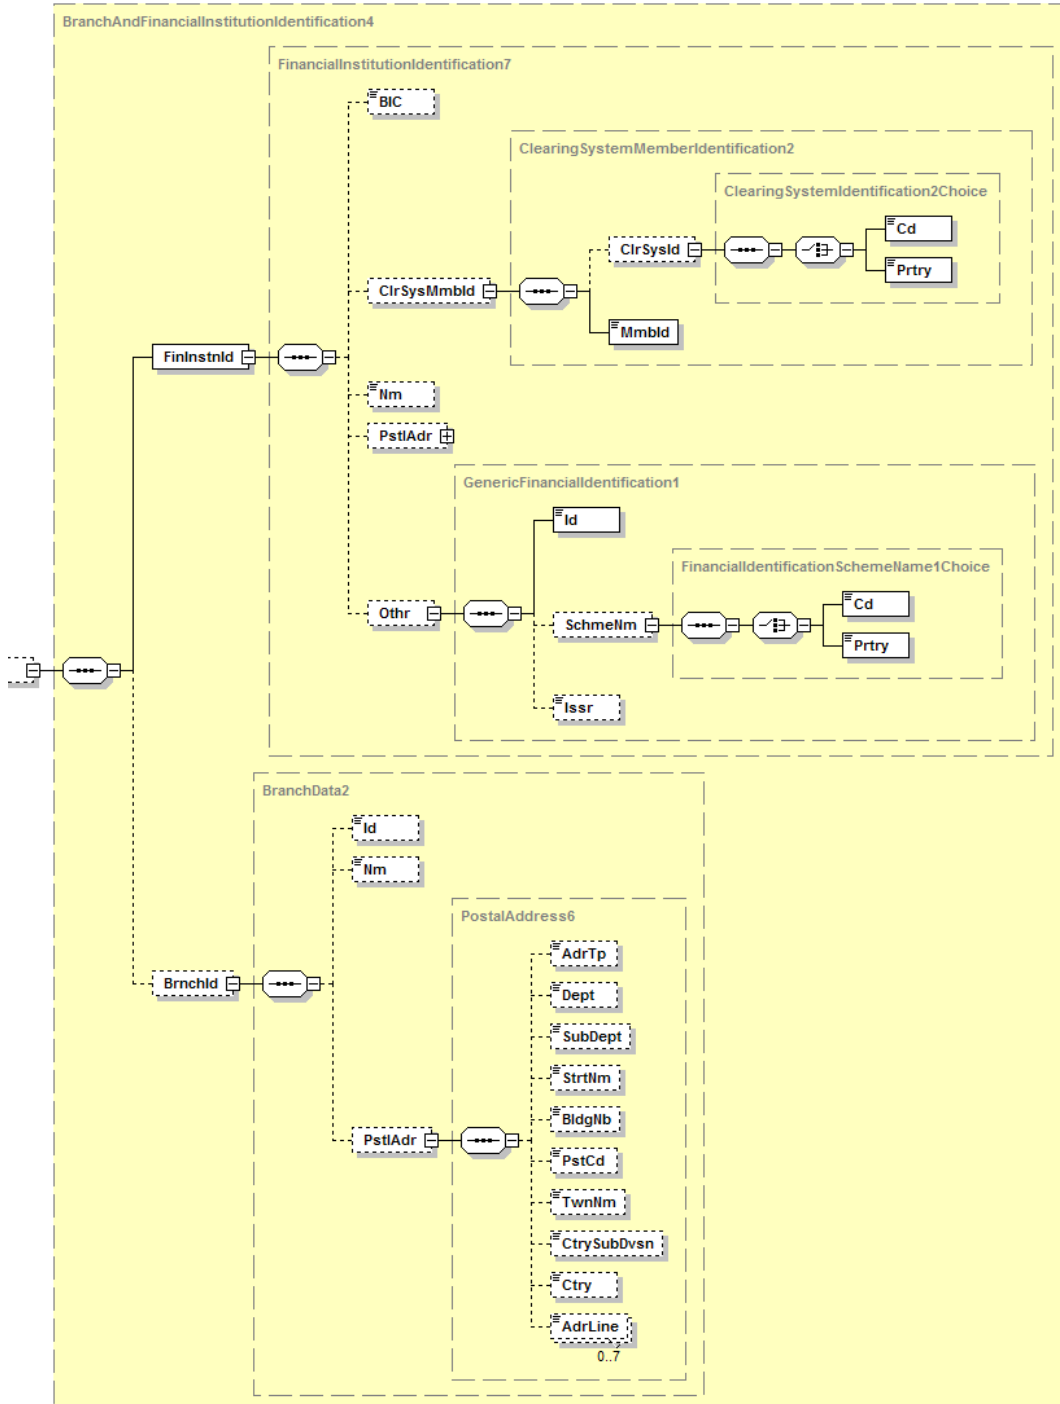 BranchAndFinancialInstitutionIdentification4
FinancialInstitutionIdentification7
BIC
ClearingSystemMemberIdentification2
ClearingSystemIdentification2Choice
Cd
ClrSysId
Prtry
ClrSysMmbId
MmbId
FinInstnId
Nm
PstlAdr
GenericFinancialIdentification1
Id
FinancialIdentificationSchemeName1Choice
Cd
Othr
SchmeNm
Prtry
Issr
BranchData2
Id
Nm
PostalAddress6
AdrTp
BrnchId
Dept
SubDept
StrtNm
BldgNb
PstlAdr
PstCd
TwnNm
CtrySubDvsn
Ctry
AdrLine
0..7